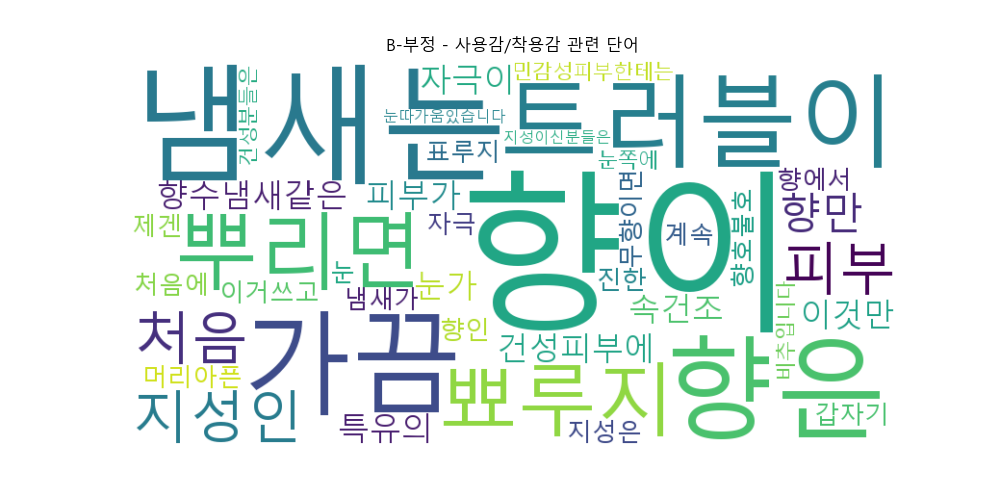 B-부정 - 사용감/착용감 관련 단어
냄새는
트러블이
자극이
민감성피부한테는
건성분들은
눈따가움있습니다
지성이신분들은
표루지
눈쪽에
향수냄새같은
피부가
향이
무향이면
향에서
향만
제겐
뿌리면
자극
계속
향호불호
피부
처음에
이거쓰고
눈
냄새가
눈가
진한
속건조
비추입니다
이것만
처음
가끔
향인
건성피부에
향은
머리아픈
뾰루지
지성인
특유의
지성은
갑자기